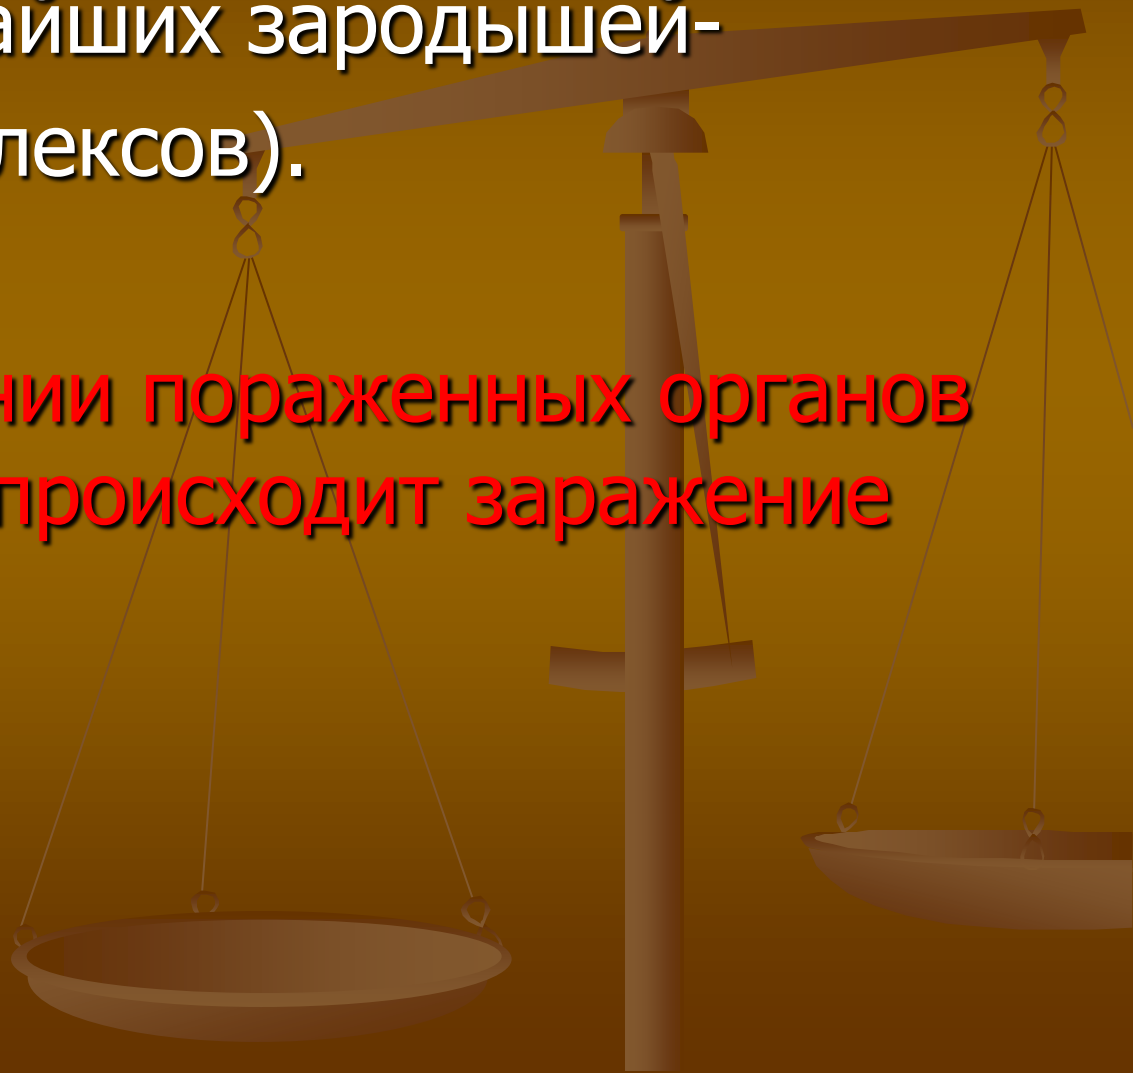 айших зародышей-
лексов).
нии пораженных органов
происходит заражение